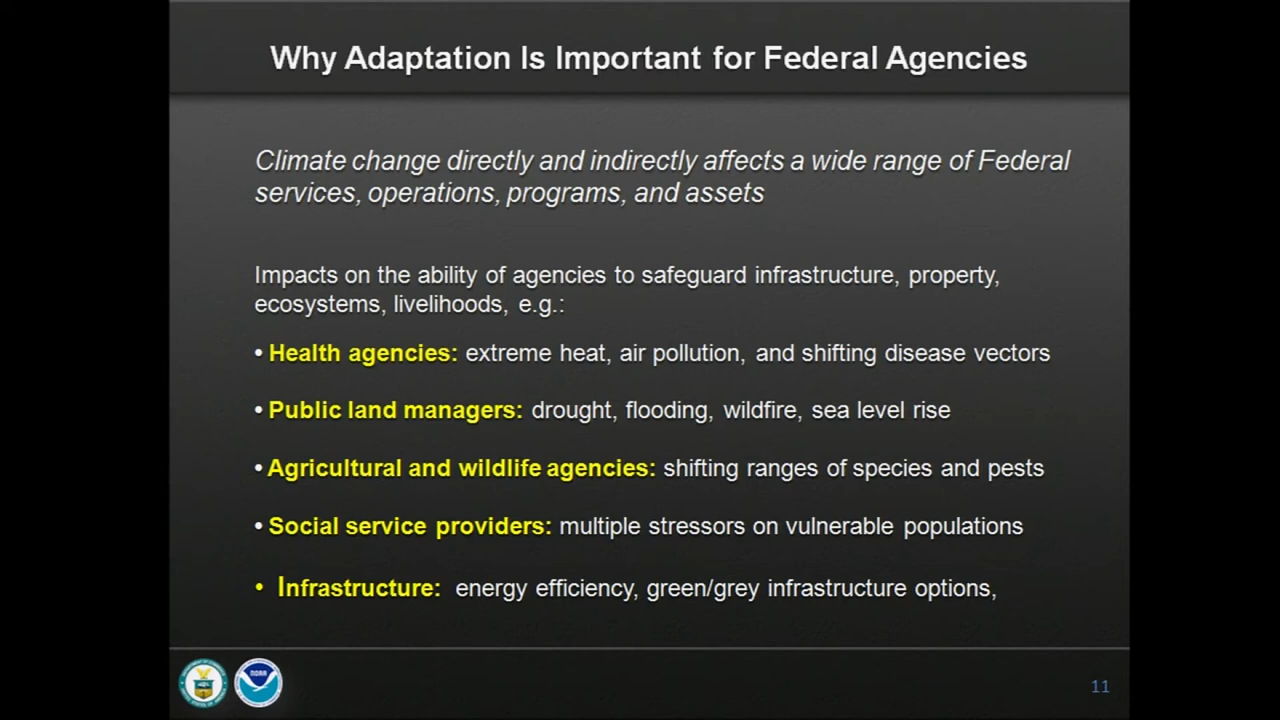 Why Adaptation Is Important for Federal Agencies
Climate change directly and indirectly affects a wide range of Federal
services, operations, programs, and assets
Impacts on the ability of agencies to safeguard infrastructure, property,
ecosystems, livelihoods, e.g.:
• Health agencies: extreme heat, air pollution, and shifting disease vectors
• Public land managers: drought, flooding, wildfire, sea level rise
• Agricultural and wildlife agencies: shifting ranges of species and pests
• Social service providers: multiple stressors on vulnerable populations
• Infrastructure: energy efficiency, green/grey infrastructure options,
NOAA
11